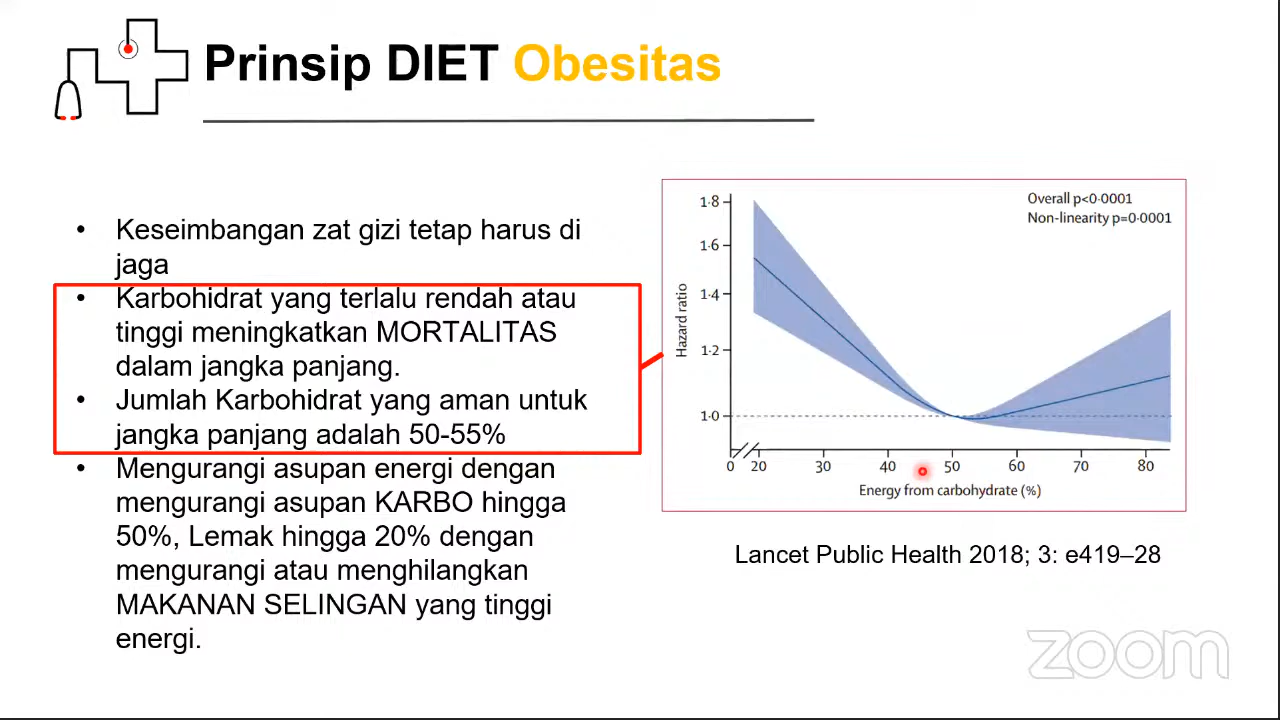 Prinsip DIET Obesitas
• Keseimbangan zat gizi tetap harus di
jaga
• Karbohidrat yang terlalu rendah atau
tinggi meningkatkan MORTALITAS
dalam jangka panjang.
• Jumlah Karbohidrat yang aman untuk
jangka panjang adalah 50-55%
• Mengurangi asupan energi dengan
mengurangi asupan KARBO hingga
50%, Lemak hingga 20% dengan
mengurangi atau menghilangkan
MAKANAN SELINGAN yang tinggi
energi.
Overall p<0·0001
Non-linearity p=0·0001
Hazard ratio
1·8
1·6
1·4
1·2
1·0
0 20 30 40 50 60 70 80
Energy from carbohydrate (%)
Lancet Public Health 2018; 3: e419–28
zoom